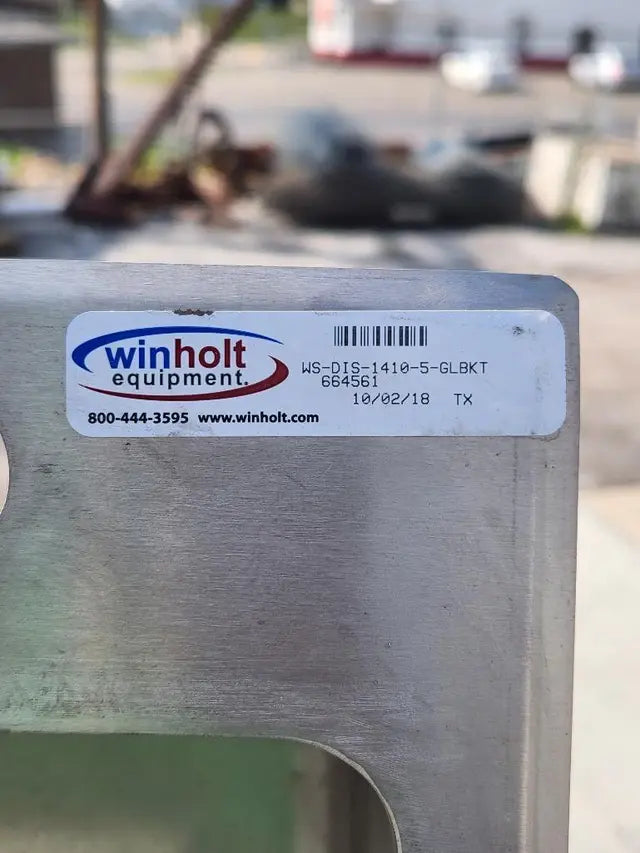 winholt
equipment.
800-444-3595 www.winholt.com
WS-DIS-1410-5-GLBKT
664561
10/02/18 TX